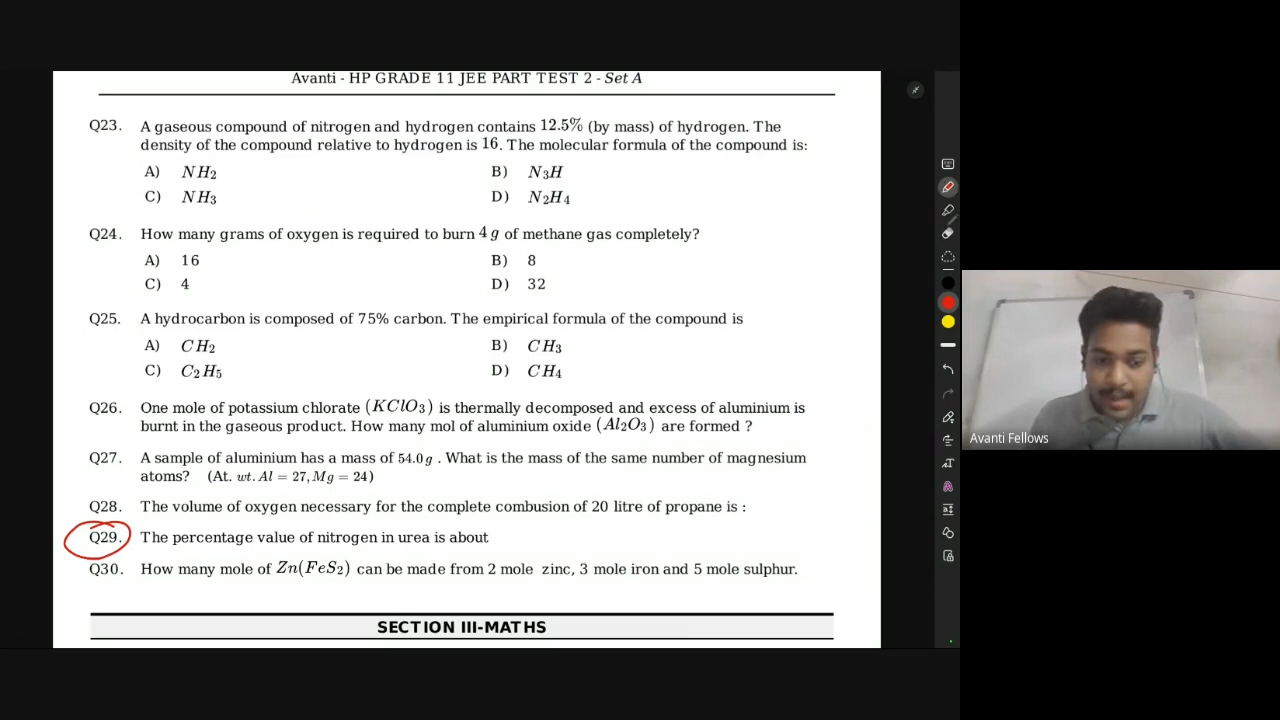 Avanti - HP GRADE 11 JEE PART TEST 2 - Set A
Q23. A gaseous compound of nitrogen and hydrogen contains 12.5% (by mass) of hydrogen. The
density of the compound relative to hydrogen is 16. The molecular formula of the compound is:
A) NH₂ B) N₃H
C) NH₃ D) N₂H₄
Q24. How many grams of oxygen is required to burn 4 g of methane gas completely?
A) 16 B) 8
C) 4 D) 32
Q25. A hydrocarbon is composed of 75% carbon. The empirical formula of the compound is
A) CH₂ B) CH₃
C) C₂H₅ D) CH₄
Q26. One mole of potassium chlorate (KClO₃) is thermally decomposed and excess of aluminium is
burnt in the gaseous product. How many mol of aluminium oxide (Al₂O₃) are formed ?
Q27. A sample of aluminium has a mass of 54.0 g . What is the mass of the same number of magnesium
atoms? (At. wt. Al = 27, Mg = 24)
Q28. The volume of oxygen necessary for the complete combusion of 20 litre of propane is :
Q29. The percentage value of nitrogen in urea is about
Q30. How many mole of Zn(FeS₂) can be made from 2 mole zinc, 3 mole iron and 5 mole sulphur.
SECTION III-MATHS
Avanti Fellows